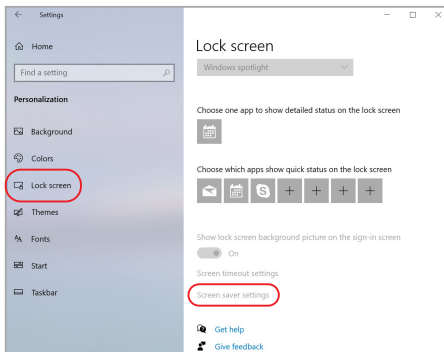 Settings
Home
Find a setting
Personalization
Background
Colors
Lock screen
Themes
Fonts
Start
Taskbar
Lock screen
Windows spotlight
Choose one app to show detailed status on the lock screen
Choose which apps show quick status on the lock screen
Show lock screen background picture on the sign-in screen
On
Screen timeout settings
Screen saver settings
Get help
Give feedback